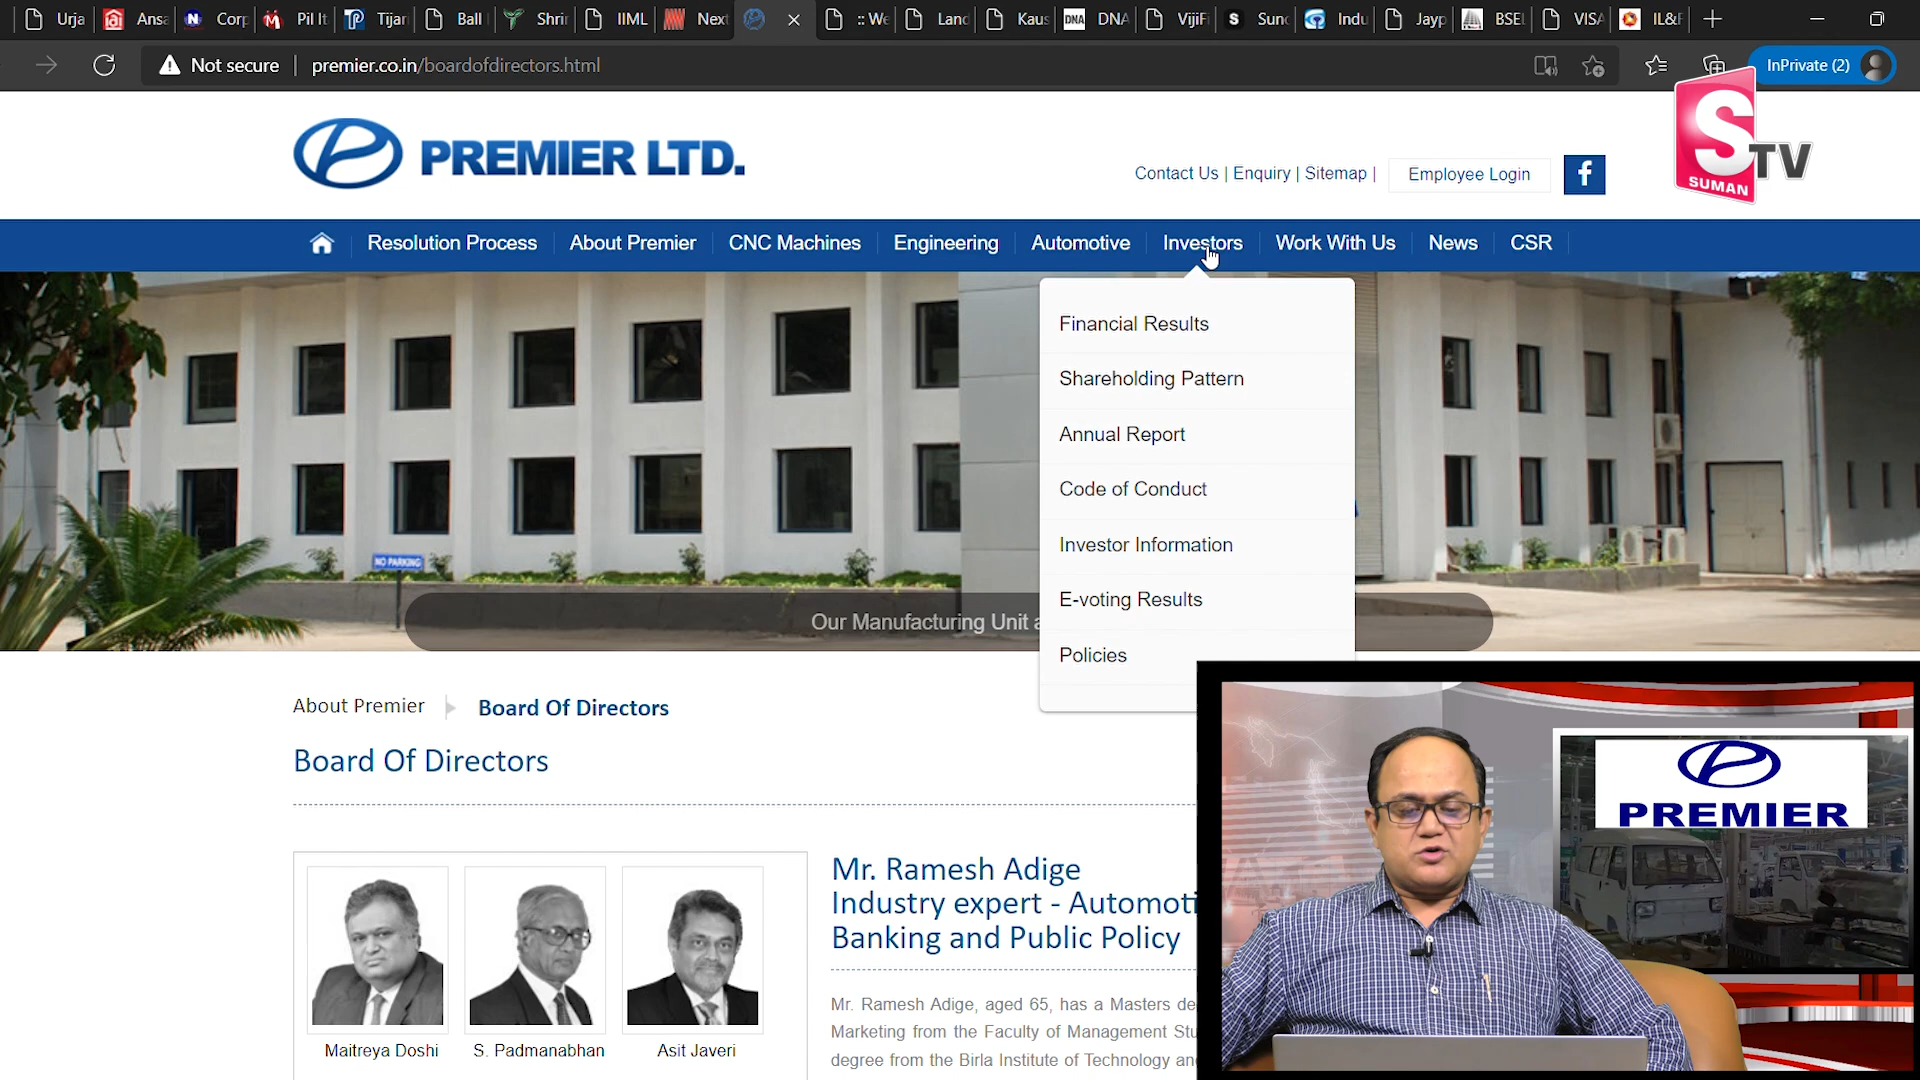 Urja
Ansa
Corp
Pil It
Tijar
Ball
Shrir
IIML
Next
:: We
Land
Kaus
DNA DNA
VijiF
Sunc
Indu
Jayp
BSEL
VISA
IL&F
Not secure
premier.co.in/boardofdirectors.html
InPrivate (2)
PREMIER LTD.
Contact Us | Enquiry | Sitemap |
Employee Login
S TV
SUMAN
Resolution Process
About Premier
CNC Machines
Engineering
Automotive
Investors
Work With Us
News
CSR
Financial Results
Shareholding Pattern
Annual Report
Code of Conduct
Investor Information
E-voting Results
Policies
NO PARKING
Our Manufacturing Unit a
About Premier
Board Of Directors
Board Of Directors
Maitreya Doshi
S. Padmanabhan
Asit Javeri
Mr. Ramesh Adige
Industry expert - Automoti
Banking and Public Policy
Mr. Ramesh Adige, aged 65, has a Masters de
Marketing from the Faculty of Management Stu
degree from the Birla Institute of Technology an
PREMIER